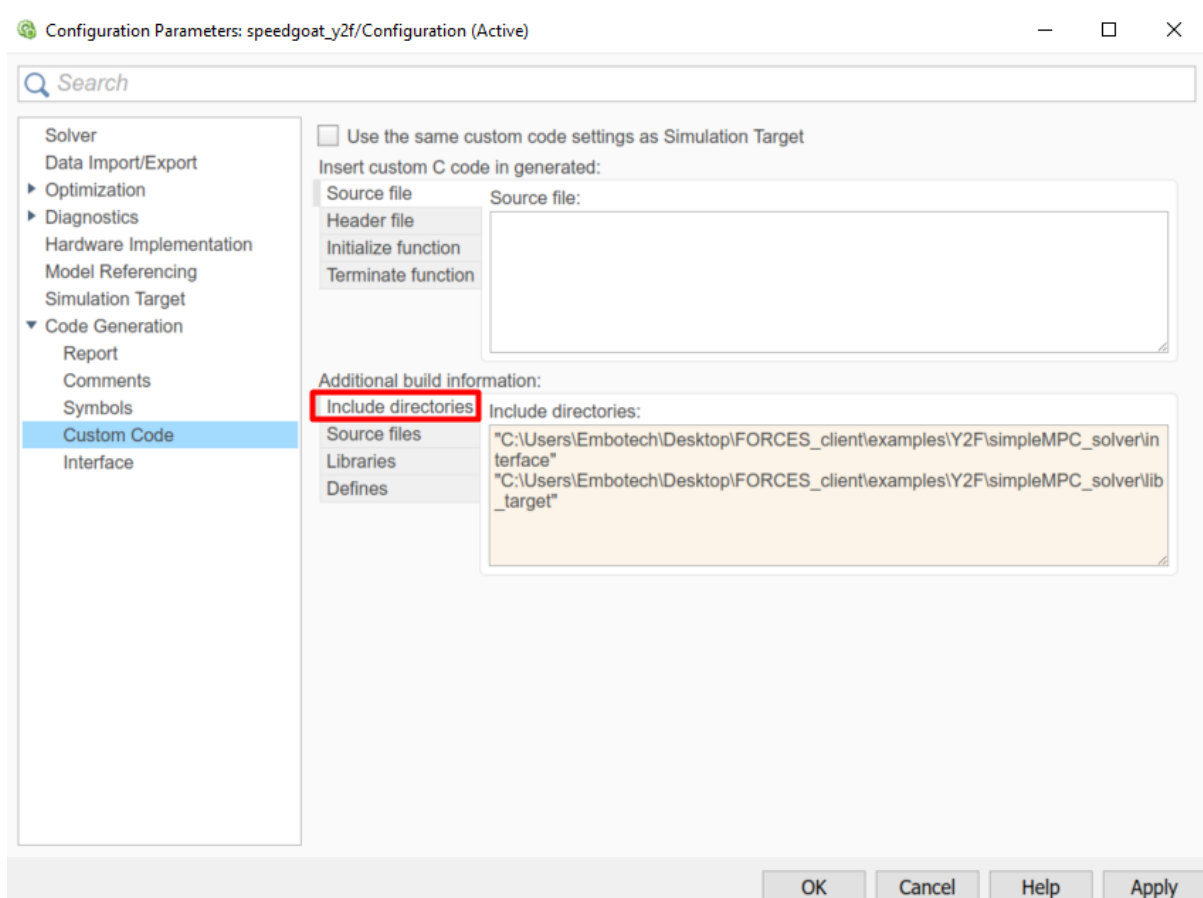 Configuration Parameters: speedgoat_y2f/Configuration (Active)
Search
Solver
Data Import/Export
Optimization
Diagnostics
Hardware Implementation
Model Referencing
Simulation Target
Code Generation
Report
Comments
Symbols
Custom Code
Interface
Use the same custom code settings as Simulation Target
Insert custom C code in generated:
Source file
Header file
Initialize function
Terminate function
Source file:
Additional build information:
Include directories
Source files
Libraries
Defines
Include directories:
"C:\Users\Embotech\Desktop\FORCES_client\examples\Y2F\simpleMPC_solver\in
terface"
"C:\Users\Embotech\Desktop\FORCES_client\examples\Y2F\simpleMPC_solver\lib
_target"
OK
Cancel
Help
Apply